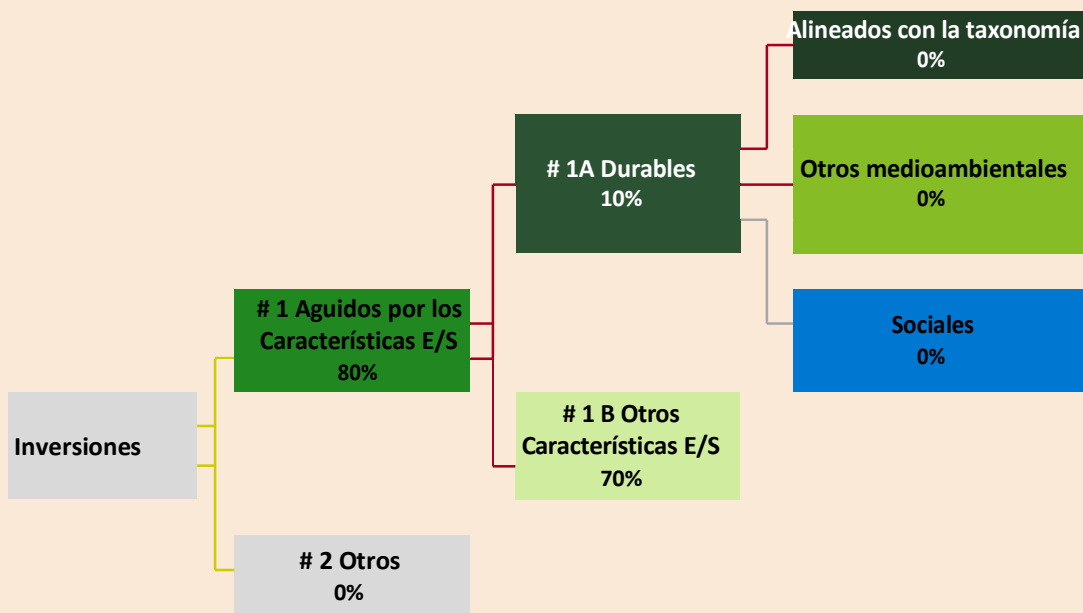 Inversiones
# 1 Aguidos por los
Características E/S
80%
# 2 Otros
0%
# 1A Durables
10%
# 1 B Otros
Características E/S
70%
Alineados con la taxonomía
0%
Otros medioambientales
0%
Sociales
0%